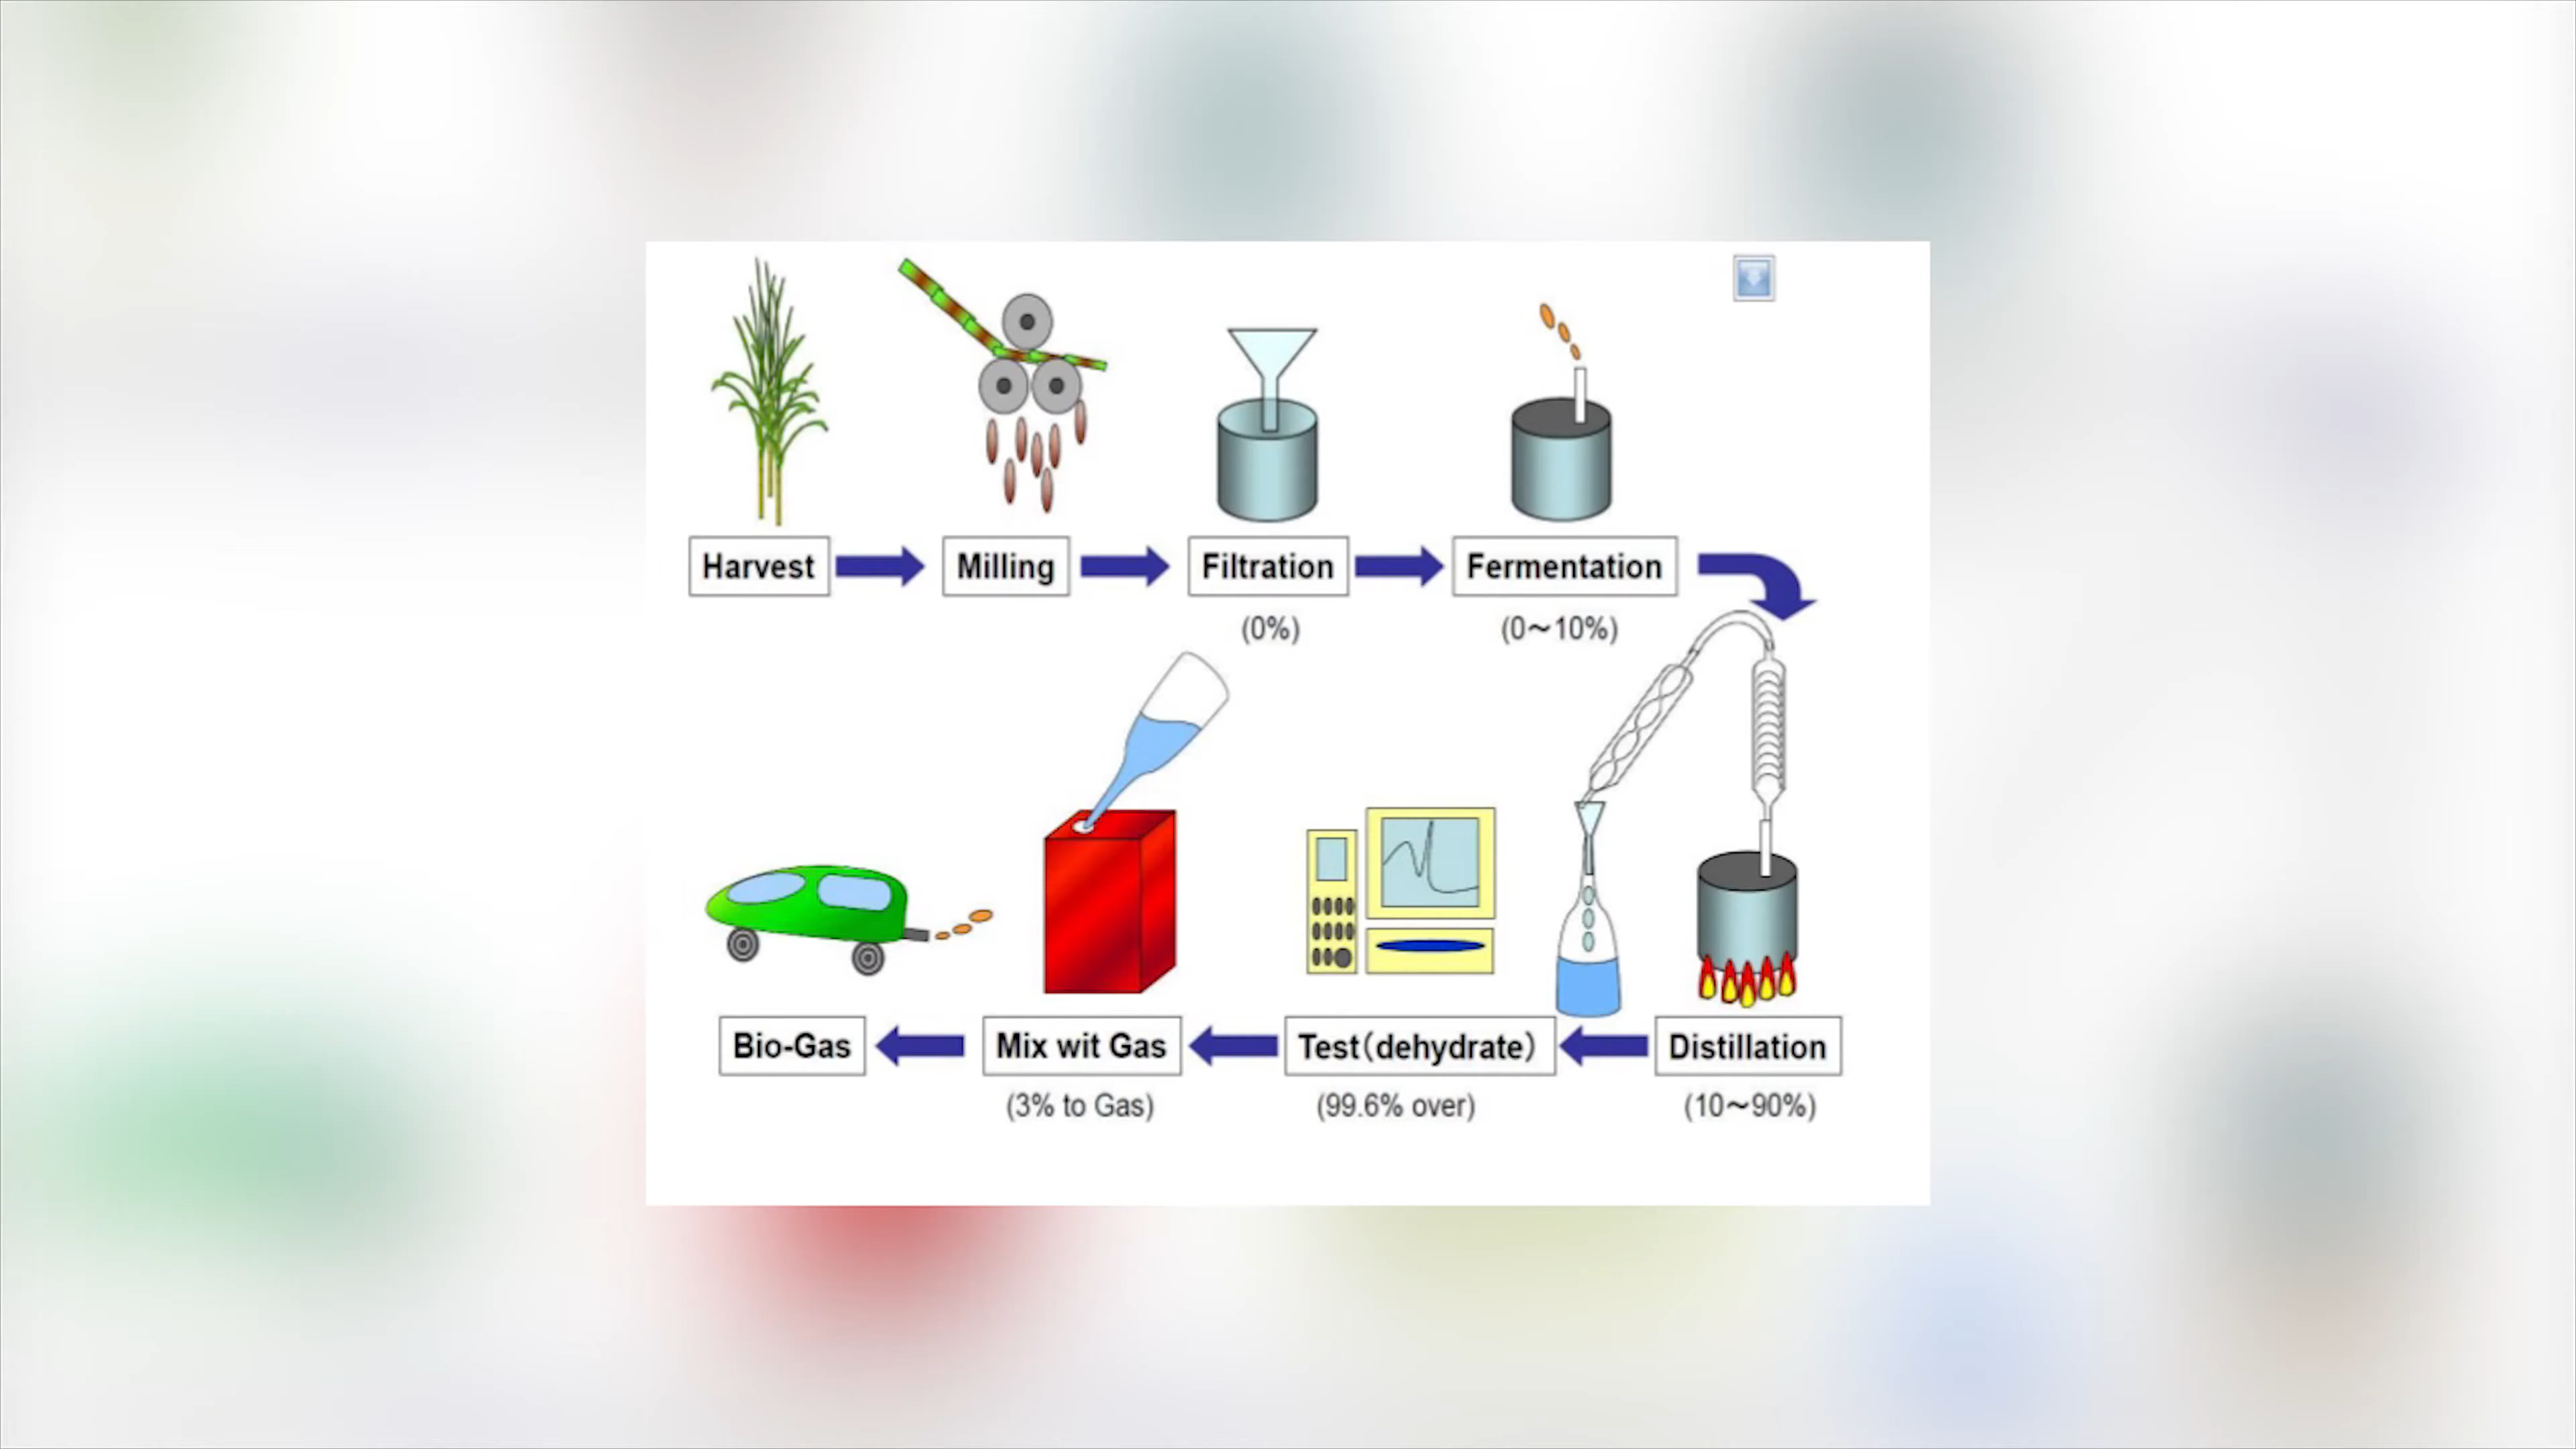 Harvest
Milling
Filtration
Fermentation
(0%)
(0～10%)
Bio-Gas
Mix wit Gas
Test（dehydrate）
Distillation
(3% to Gas)
(99.6% over)
(10～90%)